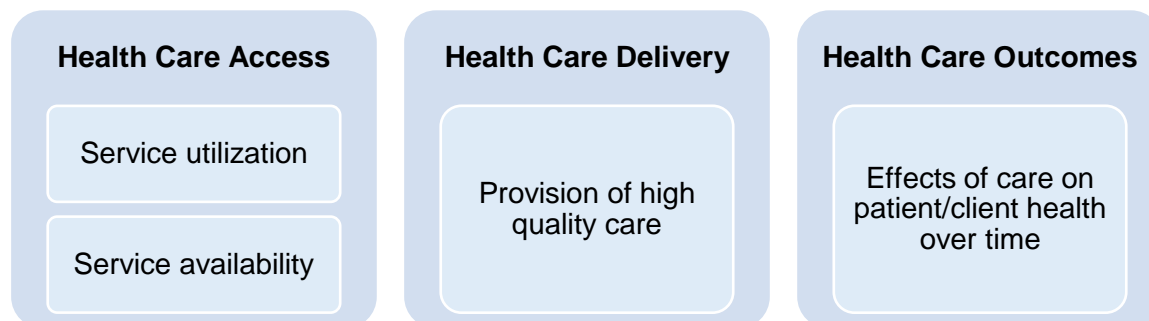 Health Care Access
Service utilization
Service availability
Health Care Delivery
Provision of high
quality care
Health Care Outcomes
Effects of care on
patient/client health
over time